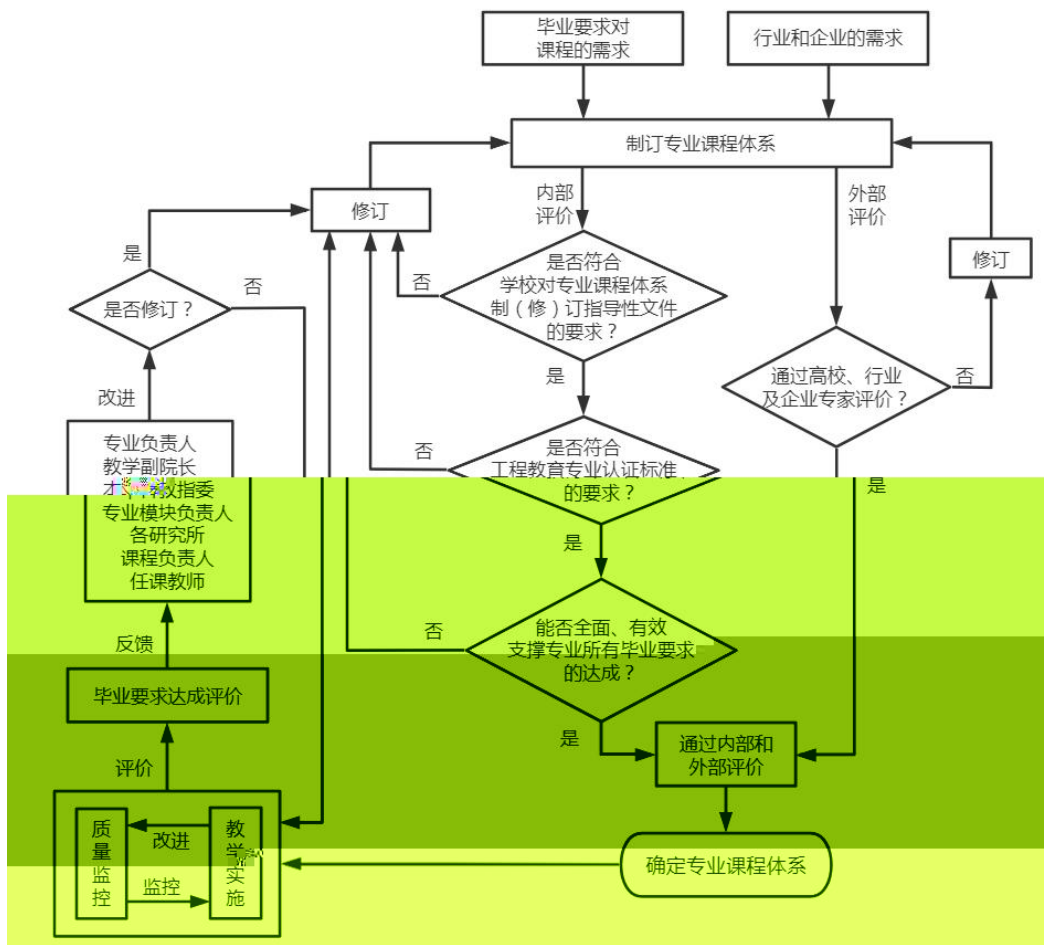 毕业要求对
课程的需求
行业和企业的需求
制订专业课程体系
内部
评价
外部
评价
修订
修订
是
否
否
是否符合
学校对专业课程体系
制（修）订指导性文件
的要求？
是否修订？
是
通过高校、行业
及企业专家评价？
否
改进
专业负责人
教学副院长
教指委
专业模块负责人
各研究所
课程负责人
任课教师
否
是否符合
工程教育专业认证标准
的要求？
是
是
反馈
否
能否全面、有效
支撑专业所有毕业要求
的达成？
毕业要求达成评价
是
通过内部和
外部评价
评价
质量监控
改进
监控
教学实施
确定专业课程体系